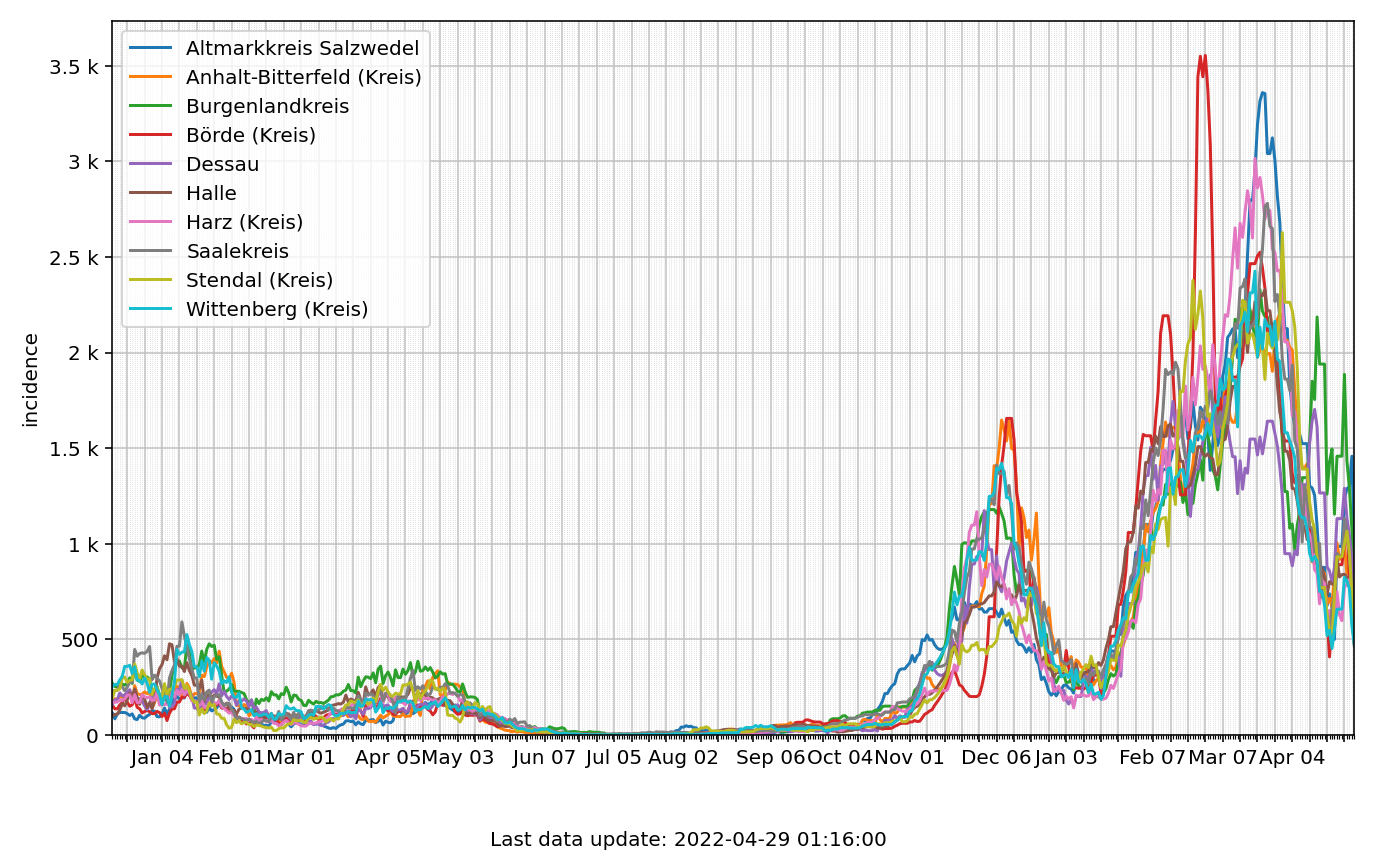 3.5 k
3 k
2.5 k
2 k
1.5 k
1 k
500
0
incidence
Altmarkkreis Salzwedel
Anhalt-Bitterfeld (Kreis)
Burgenlandkreis
Börde (Kreis)
Dessau
Halle
Harz (Kreis)
Saalekreis
Stendal (Kreis)
Wittenberg (Kreis)
Jan 04 Feb 01 Mar 01 Apr 05 May 03 Jun 07 Jul 05 Aug 02 Sep 06 Oct 04 Nov 01 Dec 06 Jan 03 Feb 07 Mar 07 Apr 04
Last data update: 2022-04-29 01:16:00